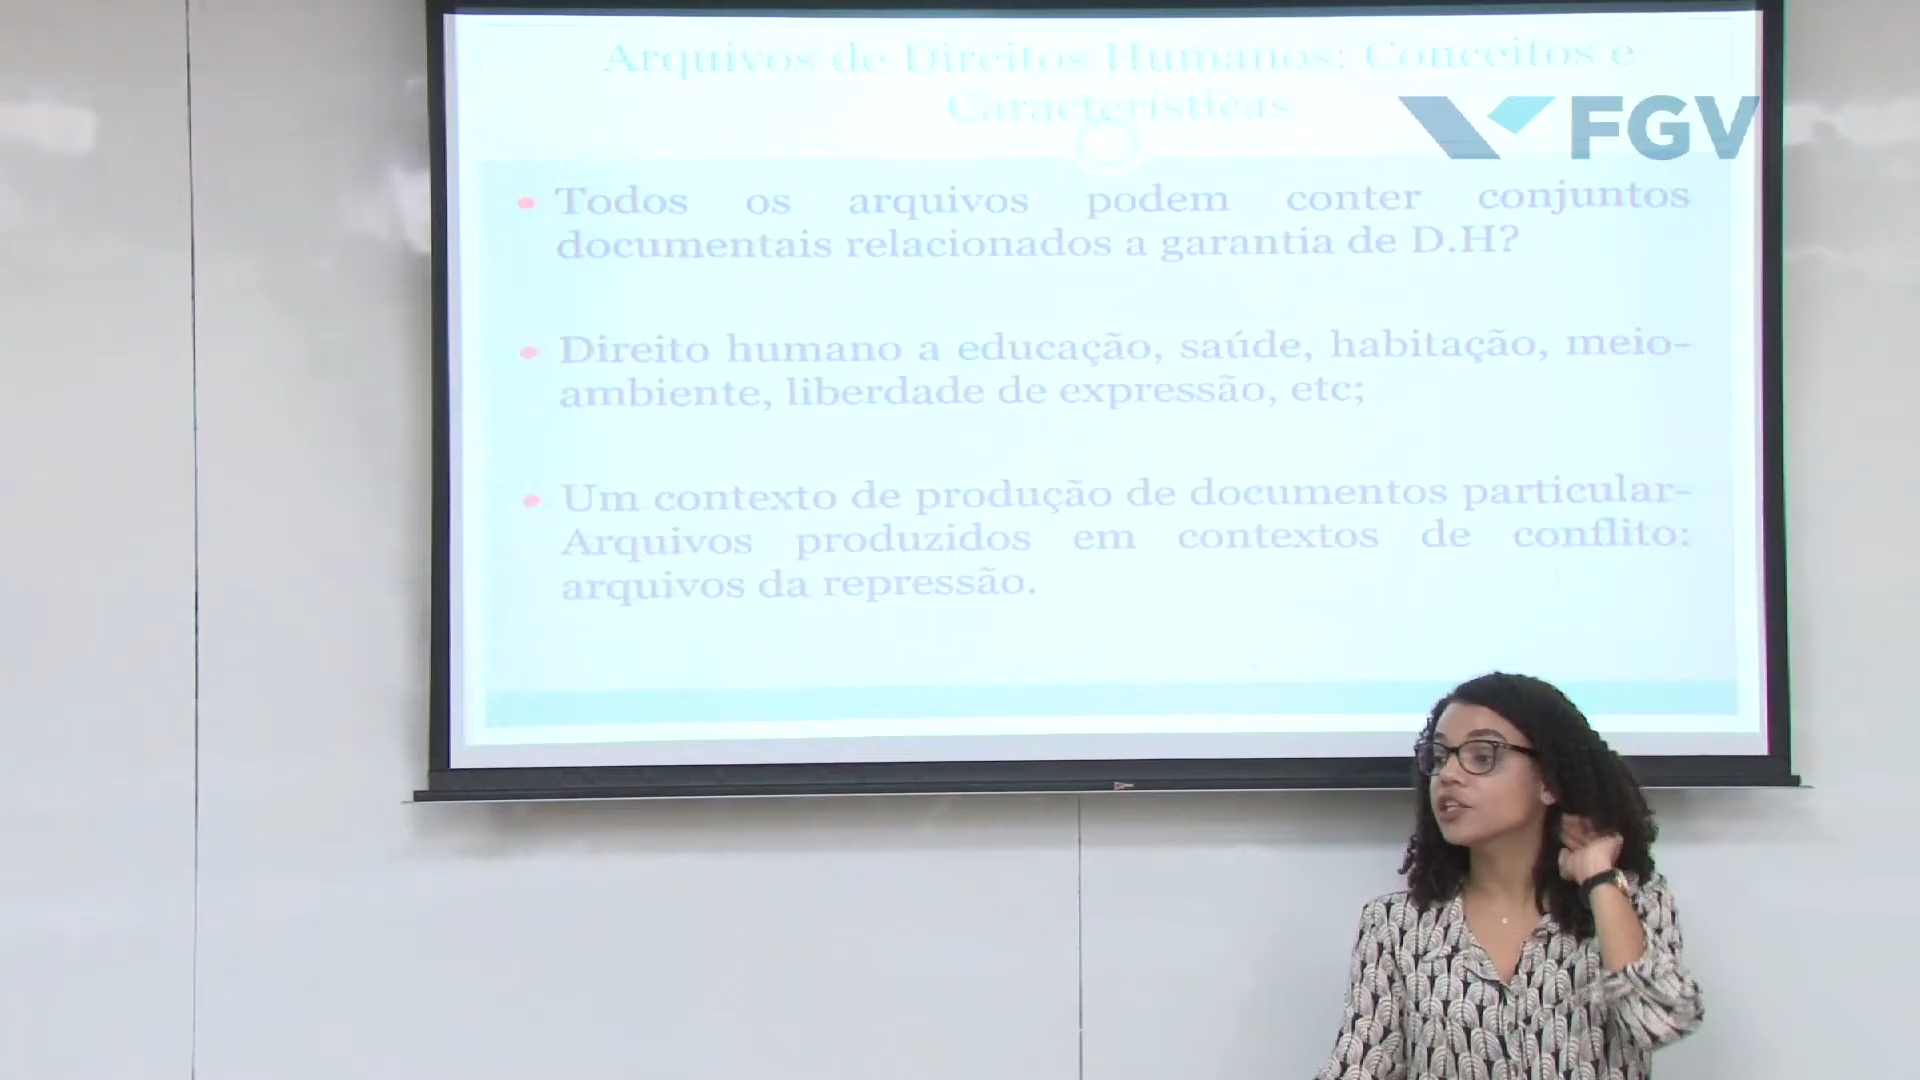 Arquivos de Direitos Humanos: Conceitos e
Características
FGV
Todos os arquivos podem conter conjuntos
documentais relacionados a garantia de D.H?
Direito humano a educação, saúde, habitação, meio-
ambiente, liberdade de expressão, etc;
Um contexto de produção de documentos particular-
Arquivos produzidos em contextos de conflito:
arquivos da repressão.